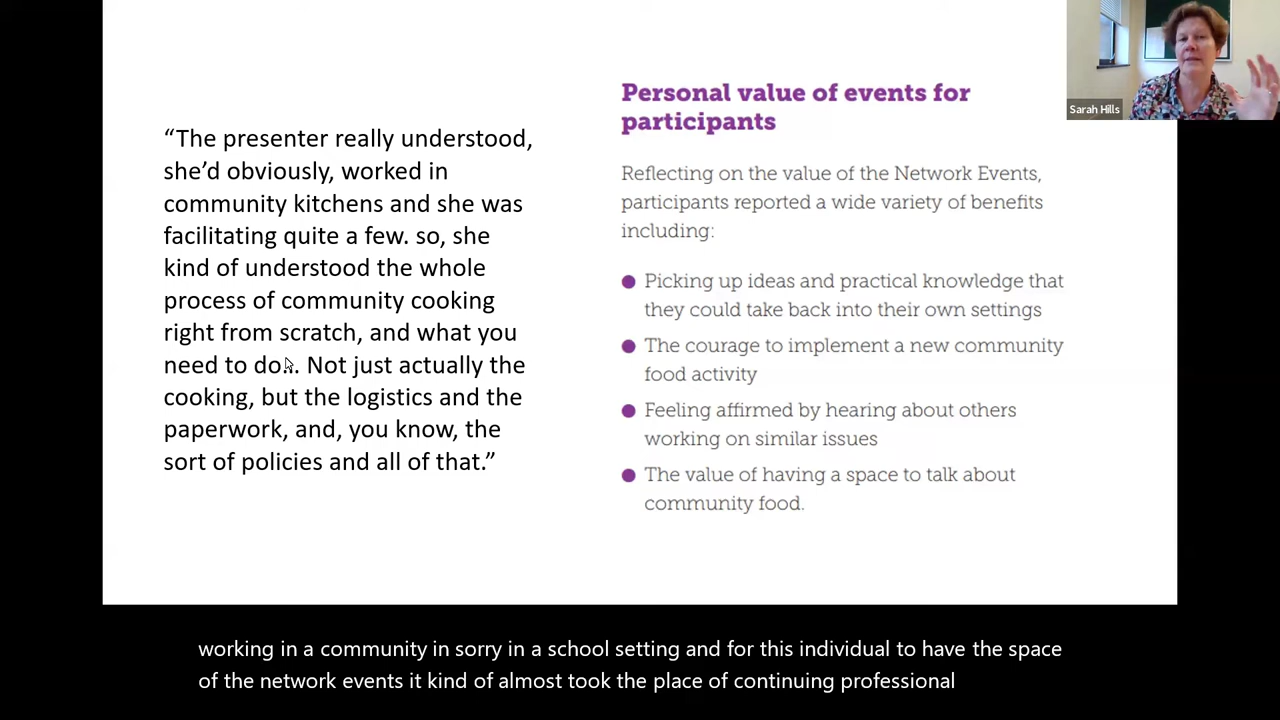 “The presenter really understood,
she’d obviously, worked in
community kitchens and she was
facilitating quite a few. so, she
kind of understood the whole
process of community cooking
right from scratch, and what you
need to do... Not just actually the
cooking, but the logistics and the
paperwork, and, you know, the
sort of policies and all of that.”
Personal value of events for
participants
Reflecting on the value of the Network Events,
participants reported a wide variety of benefits
including:
● Picking up ideas and practical knowledge that
they could take back into their own settings
● The courage to implement a new community
food activity
● Feeling affirmed by hearing about others
working on similar issues
● The value of having a space to talk about
community food.
Sarah Hills
working in a community in sorry in a school setting and for this individual to have the space
of the network events it kind of almost took the place of continuing professional